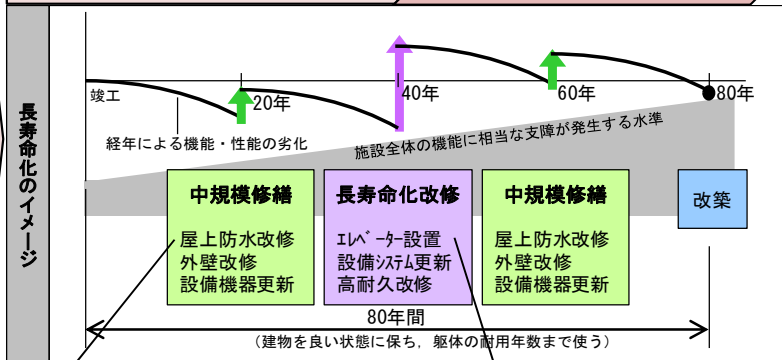 長寿命化のイメージ
竣工
20年
40年
60年
80年
経年による機能・性能の劣化
施設全体の機能に相当な支障が発生する水準
中規模修繕
屋上防水改修
外壁改修
設備機器更新
長寿命化改修
ｴﾚﾍﾞｰﾀｰ設置
設備ｼｽﾃﾑ更新
高耐久改修
中規模修繕
屋上防水改修
外壁改修
設備機器更新
改築
80年間
（建物を良い状態に保ち，躯体の耐用年数まで使う）